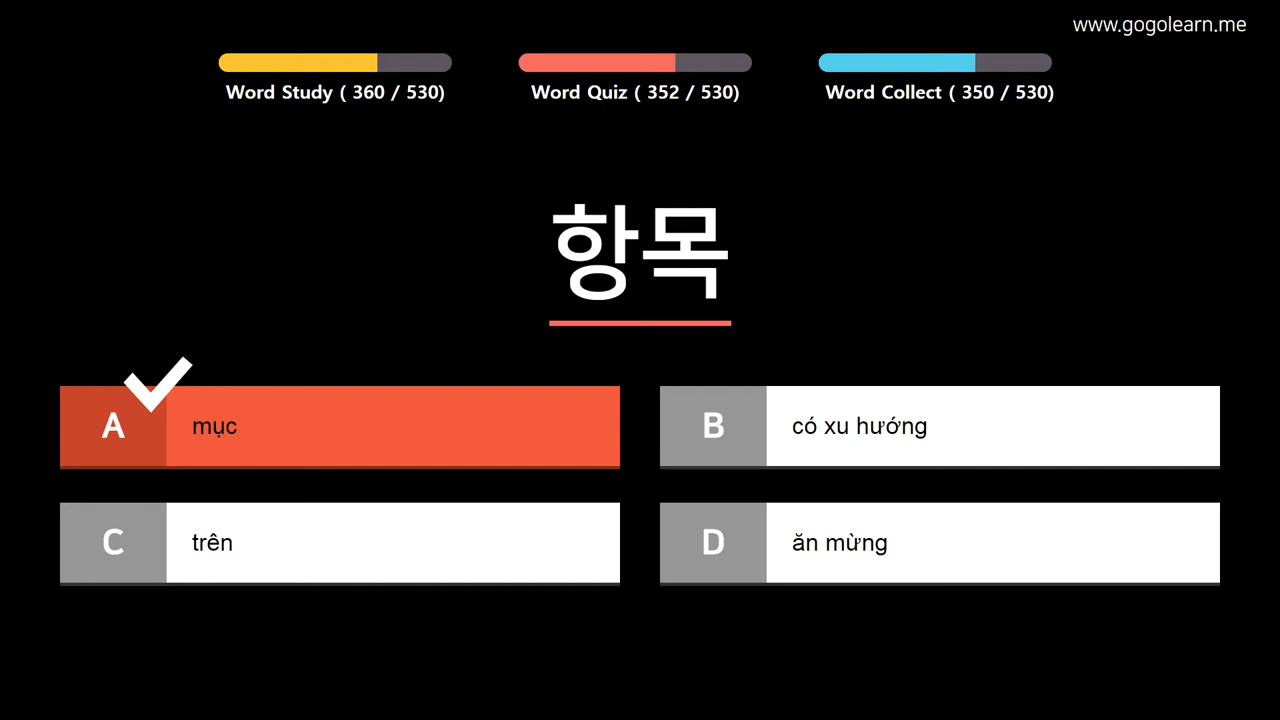 www.gogolearn.me
Word Study ( 360 / 530)
Word Quiz ( 352 / 530)
Word Collect ( 350 / 530)
항목
A mục
B có xu hướng
C trên
D ăn mừng